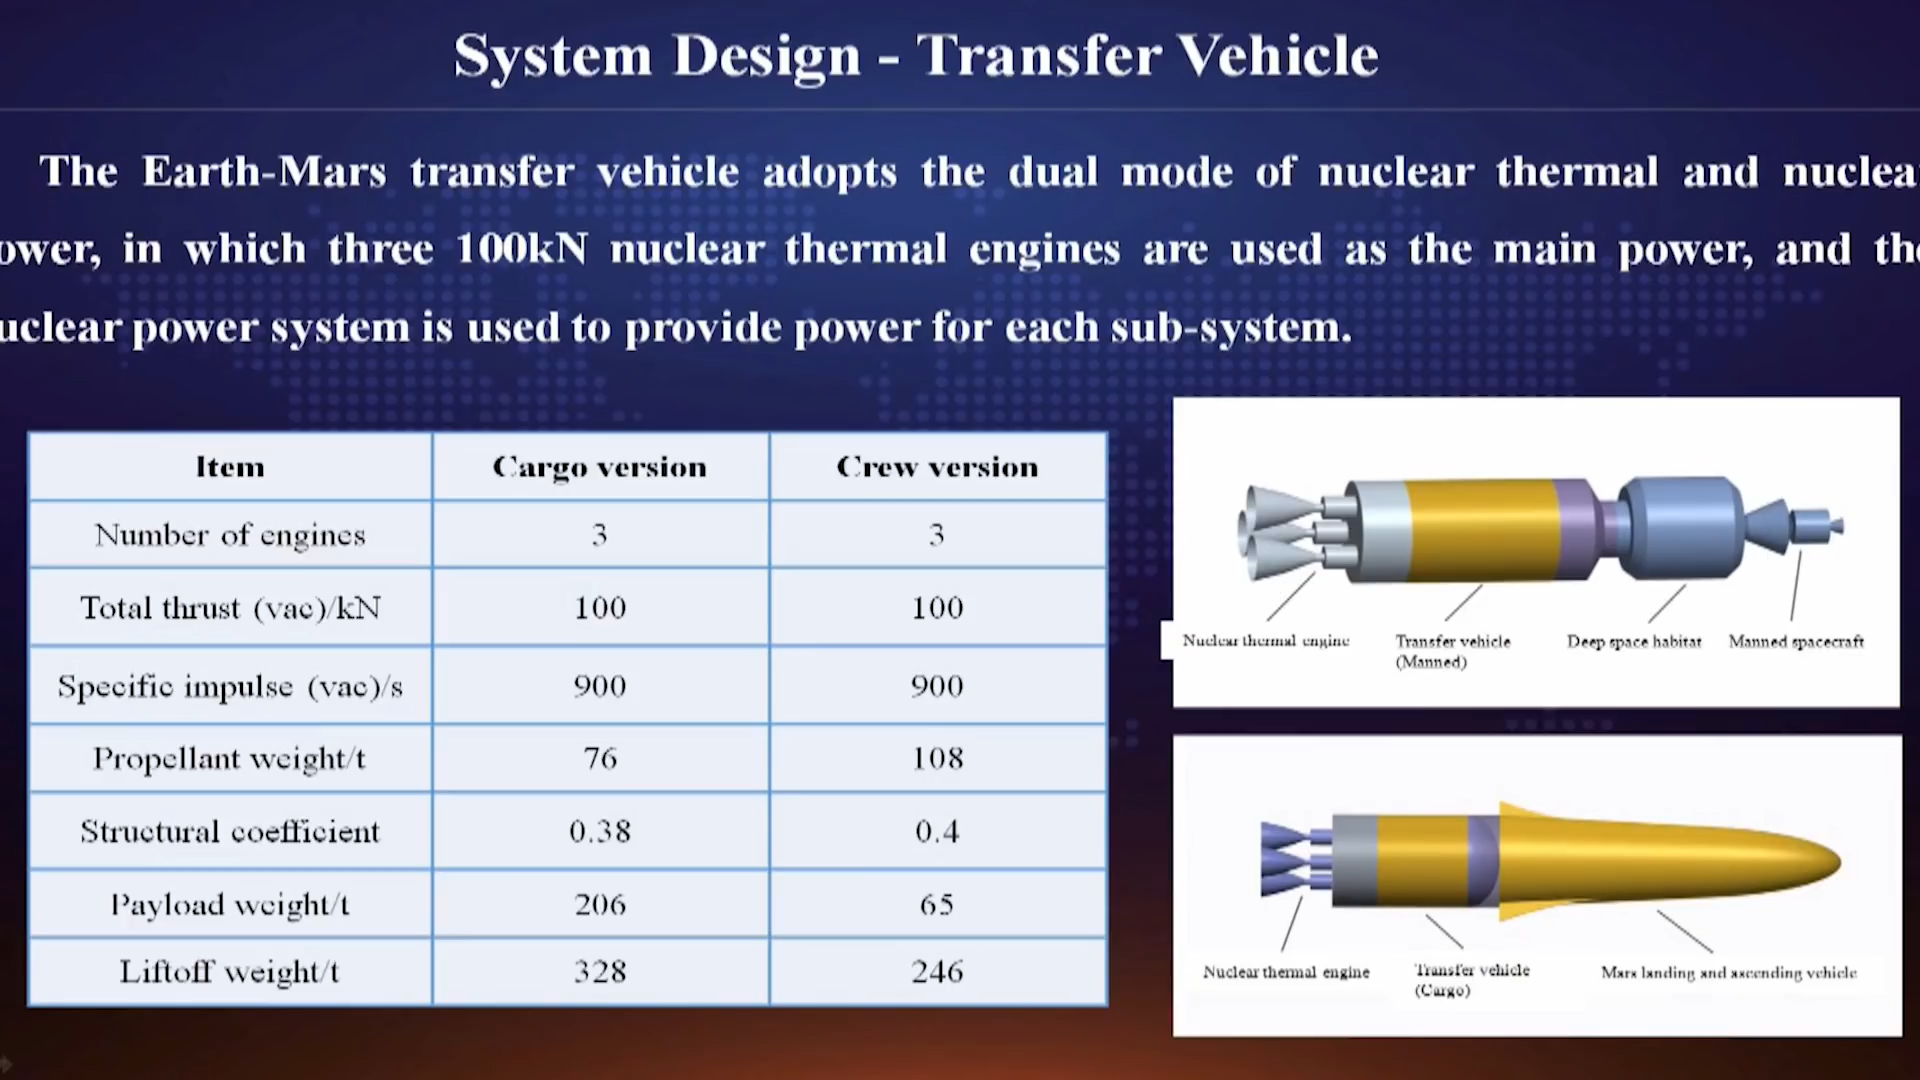 System Design - Transfer Vehicle
The Earth-Mars transfer vehicle adopts the dual mode of nuclear thermal and nuclea
ower, in which three 100kN nuclear thermal engines are used as the main power, and the
uclear power system is used to provide power for each sub-system.
Item Cargo version Crew version
Number of engines 3 3
Total thrust (vac)/kN 100 100
Specific impulse (vac)/s 900 900
Propellant weight/t 76 108
Structural coefficient 0.38 0.4
Payload weight/t 206 65
Liftoff weight/t 328 246
Nuclear thermal engine Transfer vehicle Deep space habitat Manned spacecraft
(Manned)
Nuclear thermal engine Transfer vehicle Mars landing and ascending vehicle
(Cargo)